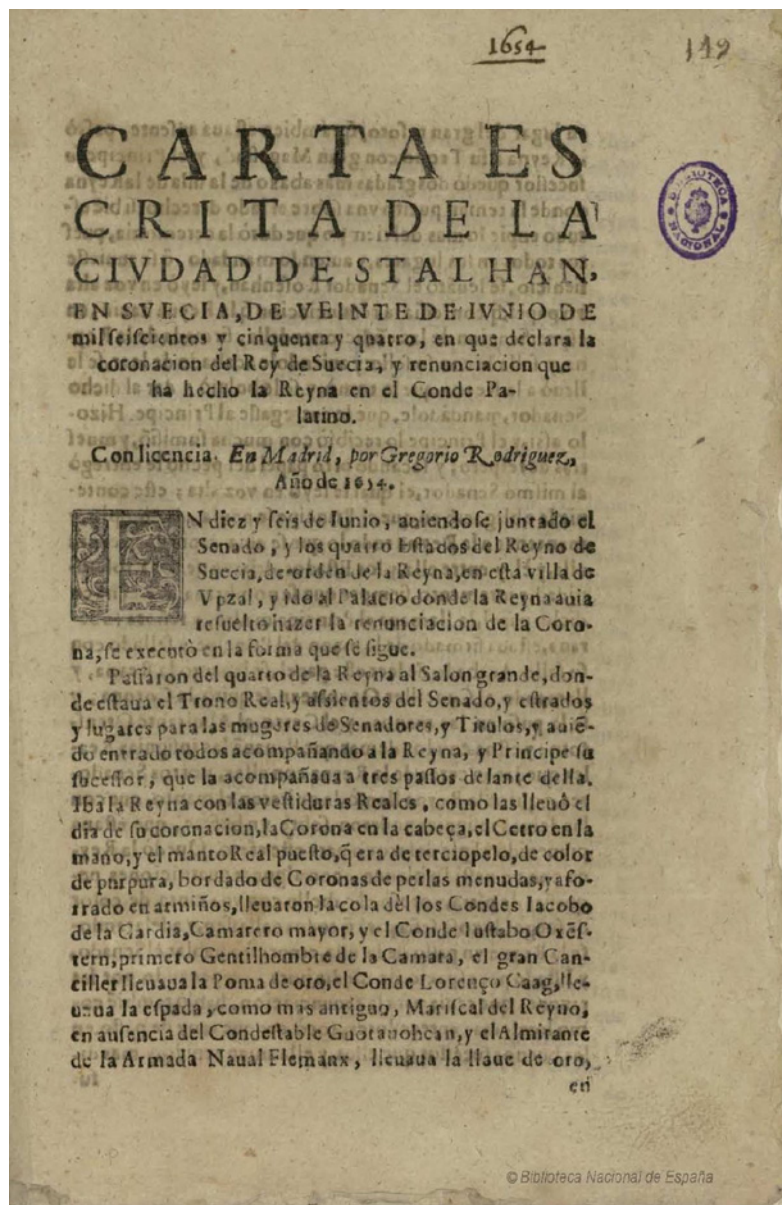 1654
149
CARTA ES
CRITA DE LA
CIVDAD DE STALHAN,
EN SVECIA, DE VEINTE DE IVNIO DE
mil seiscientos y cinquenta y quatro, en que declara la
coronacion del Rey de Suecia, y renunciacion que
ha hecho la Reyna en el Conde Pa-
latino.
Con licencia. En Madrid, por Gregorio Rodriguez,
Año de 1654.
EN diez y seis de Iunio, auiendose juntado el
Senado, y los quatro Estados del Reyno de
Suecia, de orden de la Reyna, en esta villa de
Vpzal, y ido al Palacio donde la Reyna auia
resuelto hazer la renunciacion de la Coro-
na, se executò en la forma que se sigue.
Passaron del quarto de la Reyna al Salon grande, don-
de estaua el Trono Real, y assientos del Senado, y estrados
y lugares para las mugeres de Senadores, y Titulos, y auiē-
do entrado todos acompañando a la Reyna, y Principe su
sucessor, que la acompañaua a tres passos delante della.
Iba la Reyna con las vestiduras Reales, como las lleuò el
dia de su coronacion, la Corona en la cabeça, el Cetro en la
mano, y el manto Real puesto, q̄ era de terciopelo, de color
de purpura, bordado de Coronas de perlas menudas, y afo-
rrado en armiños, lleuaron la cola dèl los Condes Iacobo
de la Gardia, Camarero mayor, y el Conde Iustabo Oxēs-
tern, primero Gentilhombre de la Camara, el gran Can-
ciller lleuaua la Poma de oro, el Conde Lorenço Caag, lle-
uaua la espada, como mas antiguo, Mariscal del Reyno,
en ausencia del Condestable Guotauohcan, y el Almirante
de la Armada Naual Flemanx, lleuaua la llaue de oro,
en
BIBLIOTECA NACIONAL
© Biblioteca Nacional de España